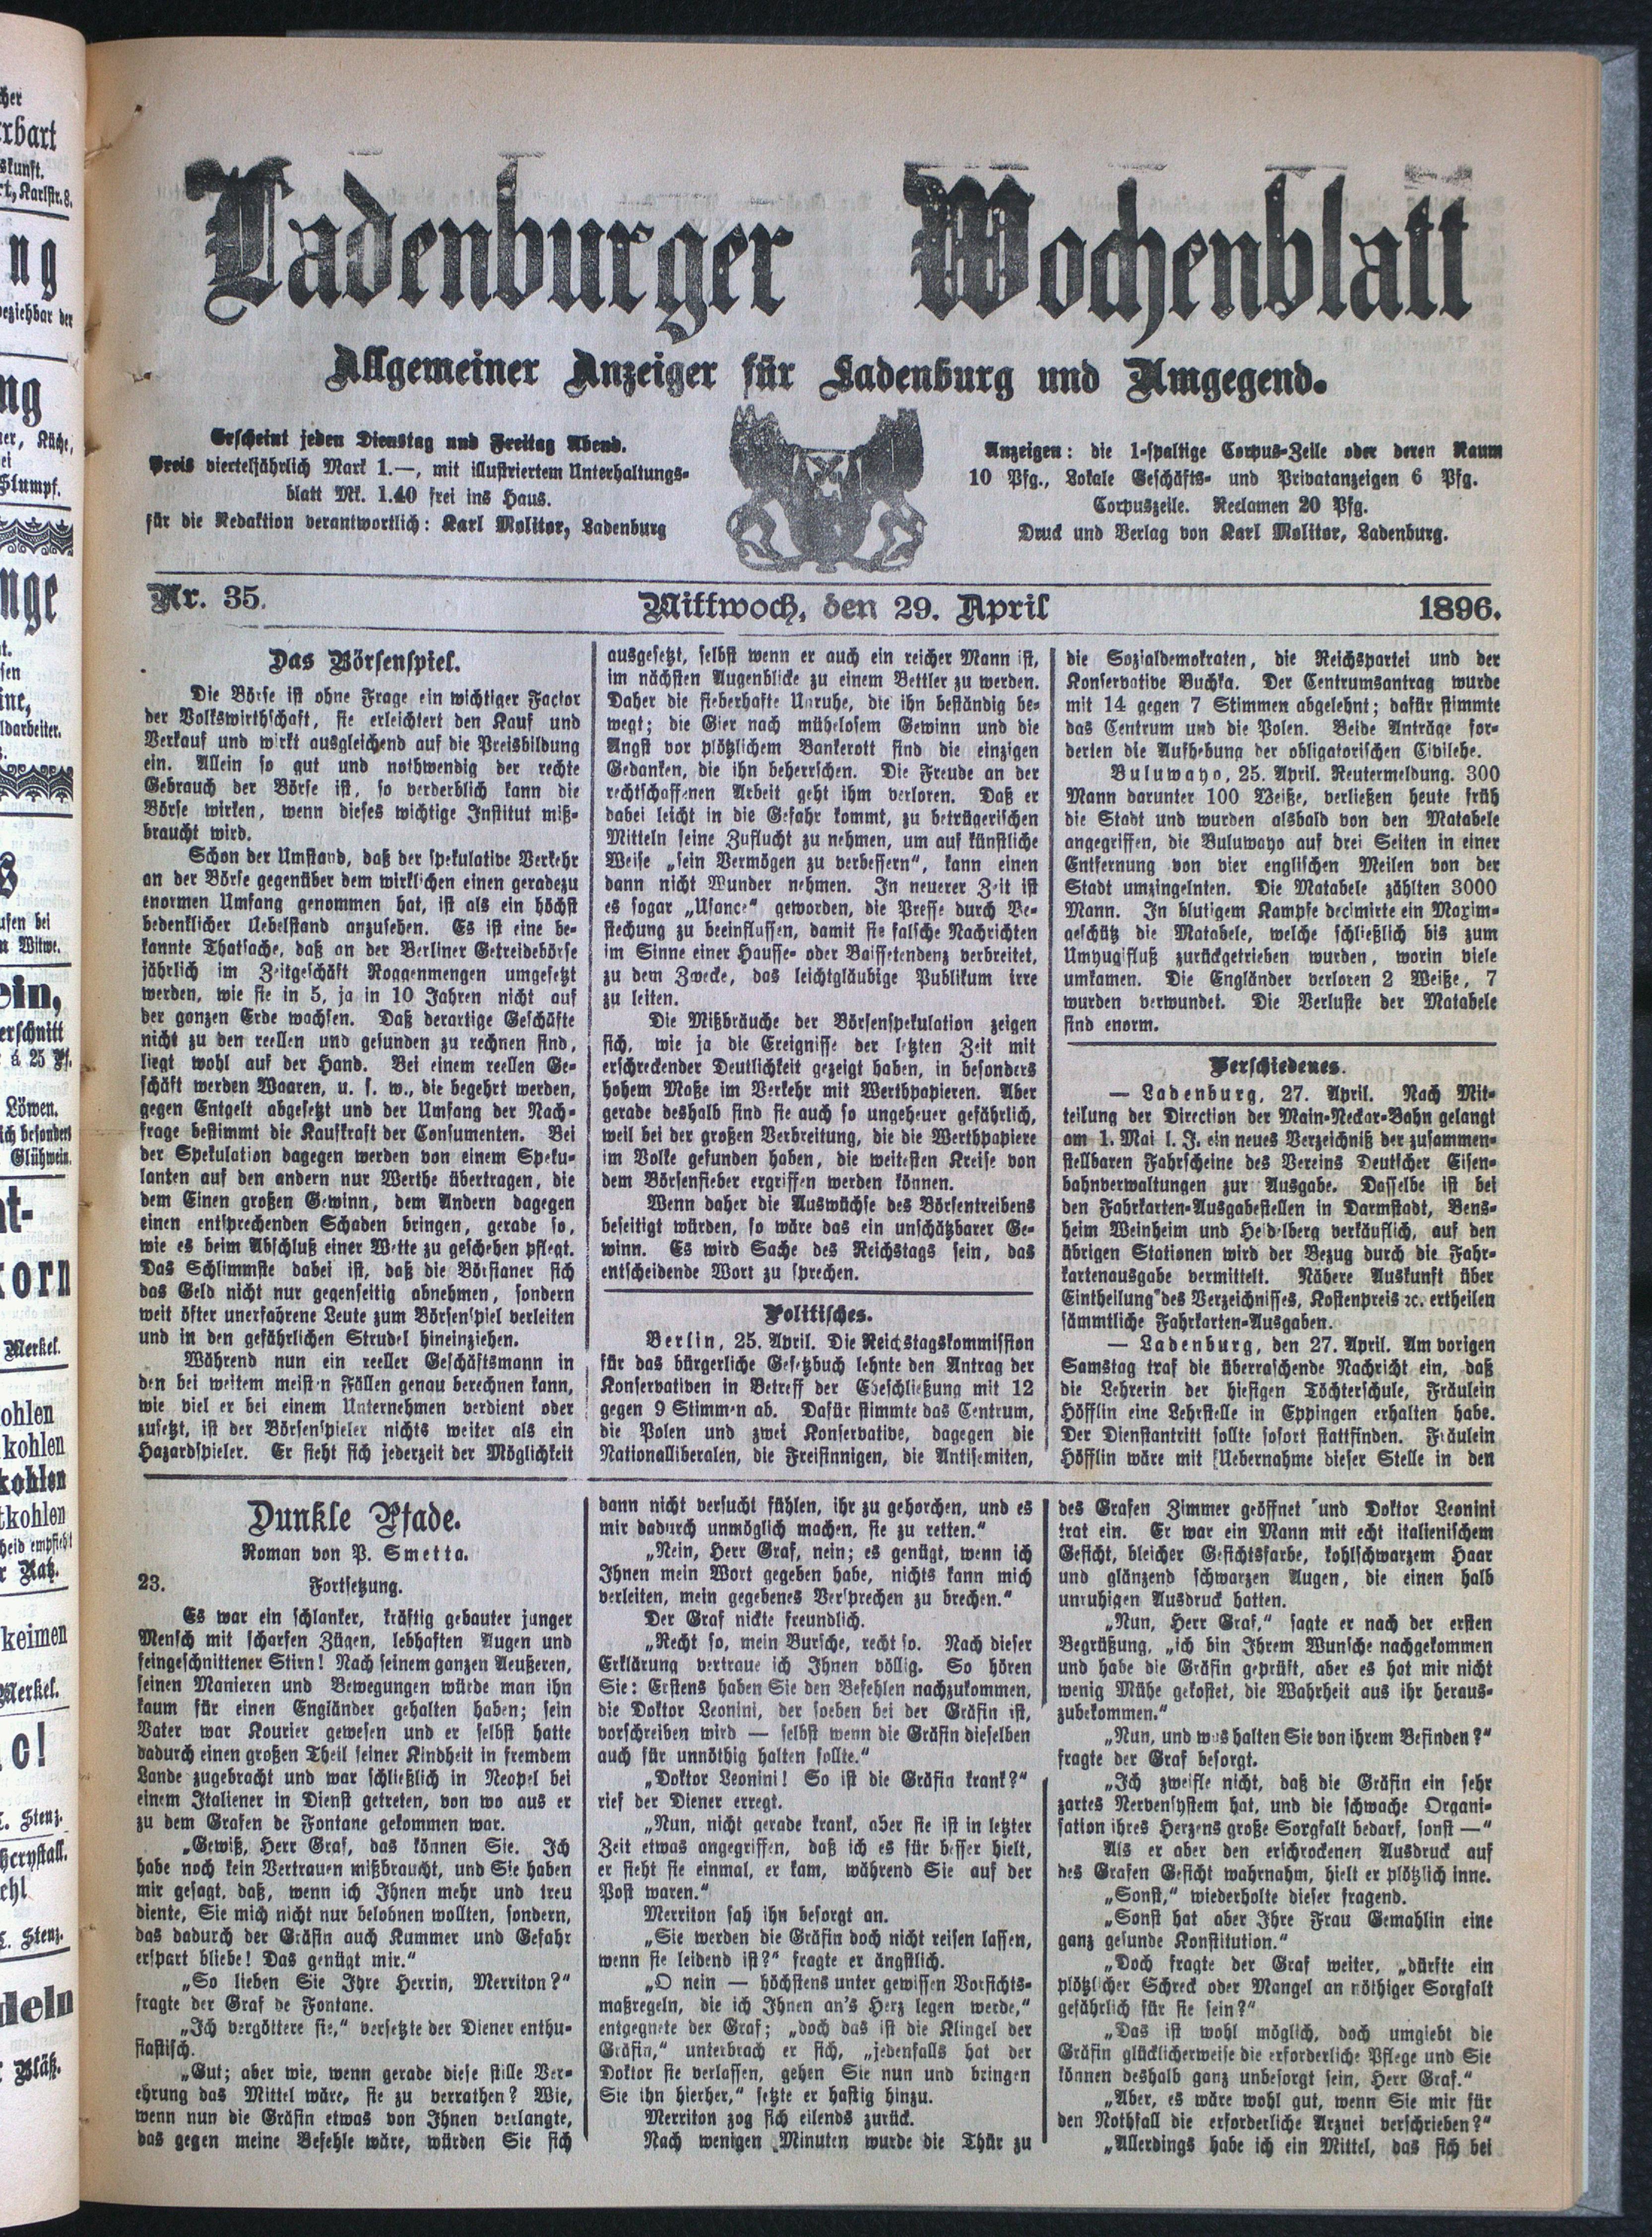 Ladenburger Wochenblatt
Allgemeiner Anzeiger für Ladenburg und Umgegend.
Erscheint jeden Dienstag und Freitag Abend.
Preis vierteljährlich Mark 1.—, mit illustriertem Unterhaltungs-
blatt Mk. 1.40 frei ins Haus.
für die Redaktion verantwortlich: Karl Molitor, Ladenburg
Anzeigen: die 1-spaltige Corpus-Zeile oder deren Raum
10 Pfg., Lokale Geschäfts- und Privatanzeigen 6 Pfg.
Corpuszeile. Reclamen 20 Pfg.
Druck und Verlag von Karl Molitor, Ladenburg.
Nr. 35. Mittwoch, den 29. April 1896.
Das Börsenspiel.
Die Börse ist ohne Frage ein wichtiger Factor
der Volkswirthschaft, sie erleichtert den Kauf und
Verkauf und wirkt ausgleichend auf die Preisbildung
ein. Allein so gut und nothwendig der rechte
Gebrauch der Börse ist, so verderblich kann die
Börse wirken, wenn dieses wichtige Institut miß-
braucht wird.
Schon der Umstand, daß der spekulative Verkehr
an der Börse gegenüber dem wirklichen einen geradezu
enormen Umfang genommen hat, ist als ein höchst
bedenklicher Uebelstand anzusehen. Es ist eine be-
kannte Thatsache, daß an der Berliner Getreidebörse
jährlich im Zeitgeschäft Roggenmengen umgesetzt
werden, wie sie in 5, ja in 10 Jahren nicht auf
der ganzen Erde wachsen. Daß derartige Geschäfte
nicht zu den reellen und gesunden zu rechnen sind,
liegt wohl auf der Hand. Bei einem reellen Ge-
schäft werden Waaren, u. s. w., die begehrt werden,
gegen Entgelt abgesetzt und der Umfang der Nach-
frage bestimmt die Kaufkraft der Consumenten. Bei
der Spekulation dagegen werden von einem Speku-
lanten auf den andern nur Werthe übertragen, die
dem Einen großen Gewinn, dem Andern dagegen
einen entsprechenden Schaden bringen, gerade so,
wie es beim Abschluß einer Wette zu geschehen pflegt.
Das Schlimmste dabei ist, daß die Börsianer sich
das Geld nicht nur gegenseitig abnehmen, sondern
weit öfter unerfahrene Leute zum Börsenspiel verleiten
und in den gefährlichen Strudel hineinziehen.
Während nun ein reeller Geschäftsmann in
den bei weitem meisten Fällen genau berechnen kann,
wie viel er bei einem Unternehmen verdient oder
zusetzt, ist der Börsenspieler nichts weiter als ein
Hazardspieler. Er sieht sich jederzeit der Möglichkeit
ausgesetzt, selbst wenn er auch ein reicher Mann ist,
im nächsten Augenblicke zu einem Bettler zu werden.
Daher die fieberhafte Unruhe, die ihn beständig be-
wegt; die Gier nach mühelosem Gewinn und die
Angst vor plötzlichem Bankerott sind die einzigen
Gedanken, die ihn beherrschen. Die Freude an der
rechtschaffenen Arbeit geht ihm verloren. Daß er
dabei leicht in die Gefahr kommt, zu betrügerischen
Mitteln seine Zuflucht zu nehmen, um auf künstliche
Weise „sein Vermögen zu verbessern“, kann einen
dann nicht Wunder nehmen. In neuerer Zeit ist
es sogar „Usance“ geworden, die Presse durch Be-
stechung zu beeinflussen, damit sie falsche Nachrichten
im Sinne einer Hausse- oder Baissetendenz verbreitet,
zu dem Zwecke, das leichtgläubige Publikum irre
zu leiten.
Die Mißbräuche der Börsenspekulation zeigen
sich, wie ja die Ereignisse der letzten Zeit mit
erschreckender Deutlichkeit gezeigt haben, in besonders
hohem Maße im Verkehr mit Werthpapieren. Aber
gerade deshalb sind sie auch so ungeheuer gefährlich,
weil bei der großen Verbreitung, die die Werthpapiere
im Volke gefunden haben, die weitesten Kreise von
dem Börsenfieber ergriffen werden können.
Wenn daher die Auswüchse des Börsentreibens
beseitigt würden, so wäre das ein unschätzbarer Ge-
winn. Es wird Sache des Reichstags sein, das
entscheidende Wort zu sprechen.
Politisches.
Berlin, 25. April. Die Reichstagskommission
für das bürgerliche Gesetzbuch lehnte den Antrag der
Konservativen in Betreff der Eheschließung mit 12
gegen 9 Stimmen ab. Dafür stimmte das Centrum,
die Polen und zwei Konservative, dagegen die
Nationalliberalen, die Freisinnigen, die Antisemiten,
die Sozialdemokraten, die Reichspartei und der
Konservative Buchka. Der Centrumsantrag wurde
mit 14 gegen 7 Stimmen abgelehnt; dafür stimmte
das Centrum und die Polen. Beide Anträge for-
derten die Aufhebung der obligatorischen Civilehe.
Buluwayo, 25. April. Reutermeldung. 300
Mann darunter 100 Weiße, verließen heute früh
die Stadt und wurden alsbald von den Matabele
angegriffen, die Buluwayo auf drei Seiten in einer
Entfernung von vier englischen Meilen von der
Stadt umzingelnten. Die Matabele zählten 3000
Mann. In blutigem Kampfe decimirte ein Maxim-
geschütz die Matabele, welche schließlich bis zum
Umyugifluß zurückgetrieben wurden, worin viele
umkamen. Die Engländer verloren 2 Weiße, 7
wurden verwundet. Die Verluste der Matabele
sind enorm.
Verschiedenes.
— Ladenburg, 27. April. Nach Mit-
teilung der Direction der Main-Neckar-Bahn gelangt
am 1. Mai l. J. ein neues Verzeichniß der zusammen-
stellbaren Fahrscheine des Vereins Deutscher Eisen-
bahnverwaltungen zur Ausgabe. Dasselbe ist bei
den Fahrkarten-Ausgabestellen in Darmstadt, Bens-
heim Weinheim und Heidelberg verkäuflich, auf den
übrigen Stationen wird der Bezug durch die Fahr-
kartenausgabe vermittelt. Nähere Auskunft über
Eintheilung des Verzeichnisses, Kostenpreis ꝛc. ertheilen
sämmtliche Fahrkarten-Ausgaben.
— Ladenburg, den 27. April. Am vorigen
Samstag traf die überraschende Nachricht ein, daß
die Lehrerin der hiesigen Töchterschule, Fräulein
Höfflin eine Lehrstelle in Eppingen erhalten habe.
Der Dienstantritt sollte sofort stattfinden. Fräulein
Höfflin wäre mit Uebernahme dieser Stelle in den
Dunkle Pfade.
Roman von P. Smetta.
23. Fortsetzung.
Es war ein schlanker, kräftig gebauter junger
Mensch mit scharfen Zügen, lebhaften Augen und
feingeschnittener Stirn! Nach seinem ganzen Aeußeren,
seinen Manieren und Bewegungen würde man ihn
kaum für einen Engländer gehalten haben; sein
Vater war Kourier gewesen und er selbst hatte
dadurch einen großen Theil seiner Kindheit in fremdem
Lande zugebracht und war schließlich in Neapel bei
einem Italiener in Dienst getreten, von wo aus er
zu dem Grafen de Fontane gekommen war.
„Gewiß, Herr Graf, das können Sie. Ich
habe noch kein Vertrauen mißbraucht, und Sie haben
mir gesagt, daß, wenn ich Ihnen mehr und treu
diente, Sie mich nicht nur belohnen wollten, sondern,
das dadurch der Gräfin auch Kummer und Gefahr
erspart bliebe! Das genügt mir.“
„So lieben Sie Ihre Herrin, Merriton?“
fragte der Graf de Fontane.
„Ich vergöttere sie,“ versetzte der Diener enthu-
siastisch.
„Gut; aber wie, wenn gerade diese stille Ver-
ehrung das Mittel wäre, sie zu verrathen? Wie,
wenn nun die Gräfin etwas von Ihnen verlangte,
das gegen meine Befehle wäre, würden Sie sich
dann nicht versucht fühlen, ihr zu gehorchen, und es
mir dadurch unmöglich machen, sie zu retten.“
„Nein, Herr Graf, nein; es genügt, wenn ich
Ihnen mein Wort gegeben habe, nichts kann mich
verleiten, mein gegebenes Versprechen zu brechen.“
Der Graf nickte freundlich.
„Recht so, mein Bursche, recht so. Nach dieser
Erklärung vertraue ich Ihnen völlig. So hören
Sie: Erstens haben Sie den Befehlen nachzukommen,
die Doktor Leonini, der soeben bei der Gräfin ist,
vorschreiben wird — selbst wenn die Gräfin dieselben
auch für unnöthig halten sollte.“
„Doktor Leonini! So ist die Gräfin krank?“
rief der Diener erregt.
„Nun, nicht gerade krank, aber sie ist in letzter
Zeit etwas angegriffen, daß ich es für besser hielt,
er sieht sie einmal, er kam, während Sie auf der
Post waren.“
Merriton sah ihn besorgt an.
„Sie werden die Gräfin doch nicht reisen lassen,
wenn sie leidend ist?“ fragte er ängstlich.
„O nein — höchstens unter gewissen Vorsichts-
maßregeln, die ich Ihnen an's Herz legen werde,“
entgegnete der Graf; „doch das ist die Klingel der
Gräfin,“ unterbrach er sich, „jedenfalls hat der
Doktor sie verlassen, gehen Sie nun und bringen
Sie ihn hierher,“ setzte er hastig hinzu.
Merriton zog sich eilends zurück.
Nach wenigen Minuten wurde die Thür zu
des Grafen Zimmer geöffnet und Doktor Leonini
trat ein. Er war ein Mann mit echt italienischem
Gesicht, bleicher Gesichtsfarbe, kohlschwarzem Haar
und glänzend schwarzen Augen, die einen halb
unruhigen Ausdruck hatten.
„Nun, Herr Graf,“ sagte er nach der ersten
Begrüßung, „ich bin Ihrem Wunsche nachgekommen
und habe die Gräfin geprüft, aber es hat mir nicht
wenig Mühe gekostet, die Wahrheit aus ihr heraus-
zubekommen.“
„Nun, und was halten Sie von ihrem Befinden?“
fragte der Graf besorgt.
„Ich zweifle nicht, daß die Gräfin ein sehr
zartes Nervensystem hat, und die schwache Organi-
sation ihres Herzens große Sorgfalt bedarf, sonst —“
Als er aber den erschrockenen Ausdruck auf
des Grafen Gesicht wahrnahm, hielt er plötzlich inne.
„Sonst,“ wiederholte dieser fragend.
„Sonst hat aber Ihre Frau Gemahlin eine
ganz gesunde Konstitution.“
„Doch fragte der Graf weiter, „dürfte ein
plötzlicher Schreck oder Mangel an nöthiger Sorgfalt
gefährlich für sie sein?“
„Das ist wohl möglich, doch umgiebt die
Gräfin glücklicherweise die erforderliche Pflege und Sie
können deshalb ganz unbesorgt sein, Herr Graf.“
„Aber, es wäre wohl gut, wenn Sie mir für
den Nothfall die erforderliche Arznei verschrieben?“
„Allerdings habe ich ein Mittel, das sich bei